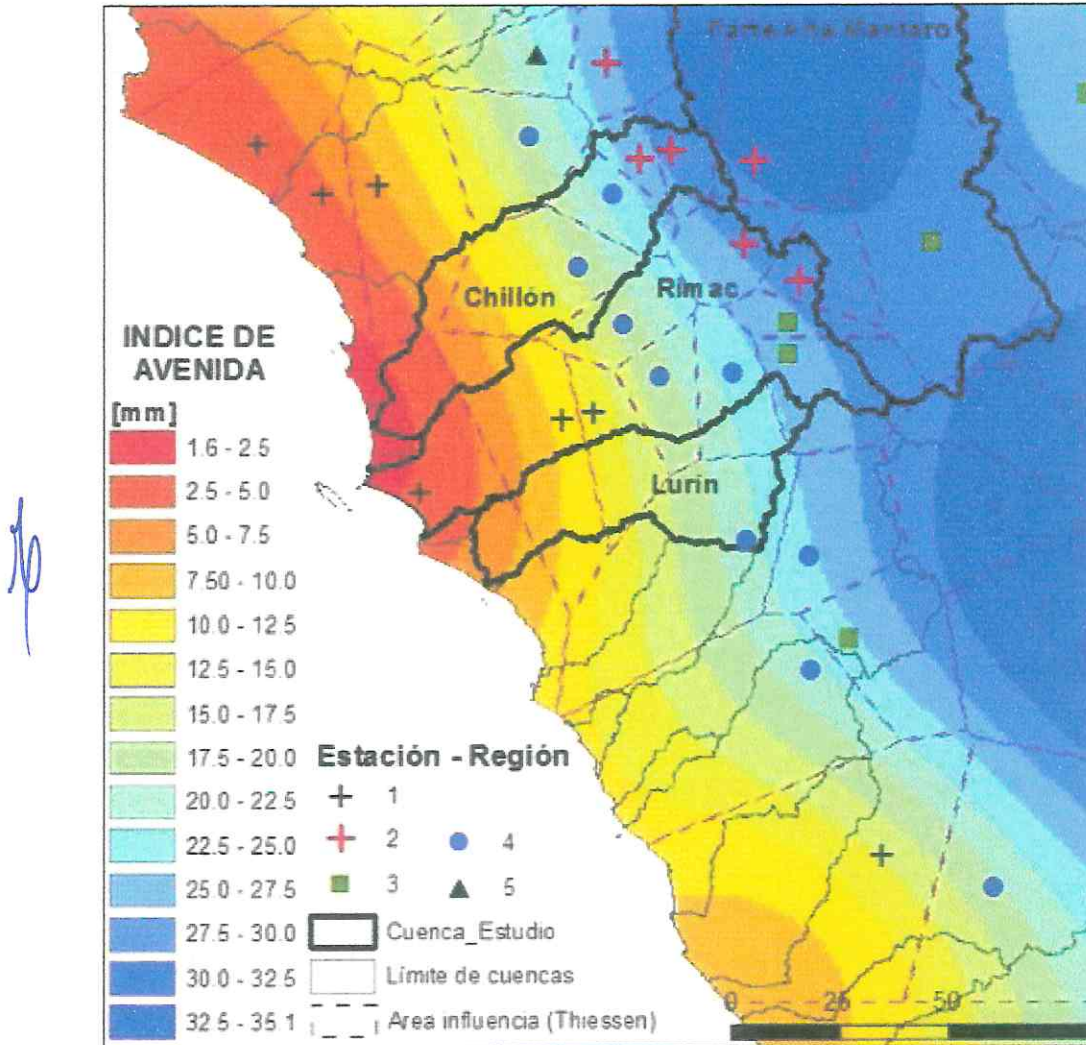 Parte Alta Mantaro
Chillón
Rímac
Lurín
INDICE DE
AVENIDA
[mm]
1.6 - 2.5
2.5 - 5.0
5.0 - 7.5
7.50 - 10.0
10.0 - 12.5
12.5 - 15.0
15.0 - 17.5
17.5 - 20.0
20.0 - 22.5
22.5 - 25.0
25.0 - 27.5
27.5 - 30.0
30.0 - 32.5
32.5 - 35.1
Estación - Región
1
2
4
3
5
Cuenca_Estudio
Límite de cuencas
Area influencia (Thiessen)
0 25 50